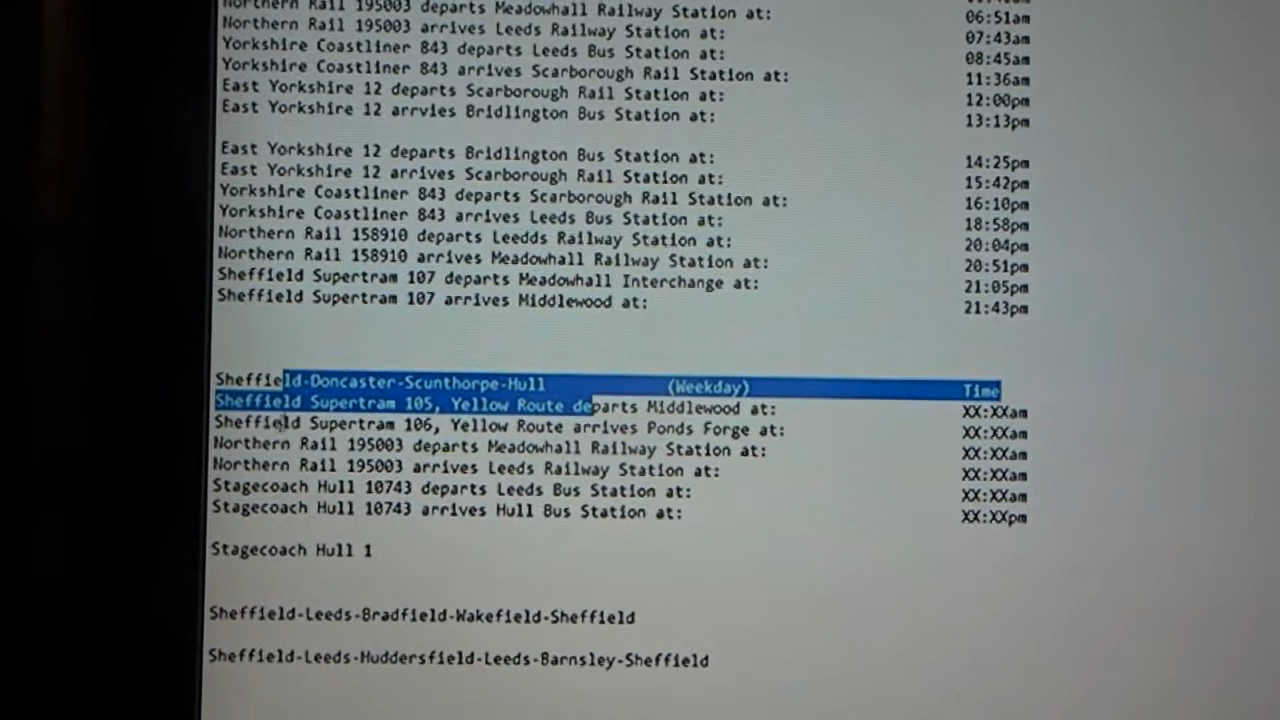 Northern Rail 195003 departs Meadowhall Railway Station at: 06:51am
Northern Rail 195003 arrives Leeds Railway Station at: 07:43am
Yorkshire Coastliner 843 departs Leeds Bus Station at: 08:45am
Yorkshire Coastliner 843 arrives Scarborough Rail Station at: 11:36am
East Yorkshire 12 departs Scarborough Rail Station at: 12:00pm
East Yorkshire 12 arrvies Bridlington Bus Station at: 13:13pm
East Yorkshire 12 departs Bridlington Bus Station at: 14:25pm
East Yorkshire 12 arrives Scarborough Rail Station at: 15:42pm
Yorkshire Coastliner 843 departs Scarborough Rail Station at: 16:10pm
Yorkshire Coastliner 843 arrives Leeds Bus Station at: 18:58pm
Northern Rail 158910 departs Leedds Railway Station at: 20:04pm
Northern Rail 158910 arrives Meadowhall Railway Station at: 20:51pm
Sheffield Supertram 107 departs Meadowhall Interchange at: 21:05pm
Sheffield Supertram 107 arrives Middlewood at: 21:43pm
Sheffield-Doncaster-Scunthorpe-Hull (Weekday) Time
Sheffield Supertram 105, Yellow Route departs Middlewood at: XX:XXam
Sheffield Supertram 106, Yellow Route arrives Ponds Forge at: XX:XXam
Northern Rail 195003 departs Meadowhall Railway Station at: XX:XXam
Northern Rail 195003 arrives Leeds Railway Station at: XX:XXam
Stagecoach Hull 10743 departs Leeds Bus Station at: XX:XXam
Stagecoach Hull 10743 arrives Hull Bus Station at: XX:XXpm
Stagecoach Hull 1
Sheffield-Leeds-Bradfield-Wakefield-Sheffield
Sheffield-Leeds-Huddersfield-Leeds-Barnsley-Sheffield